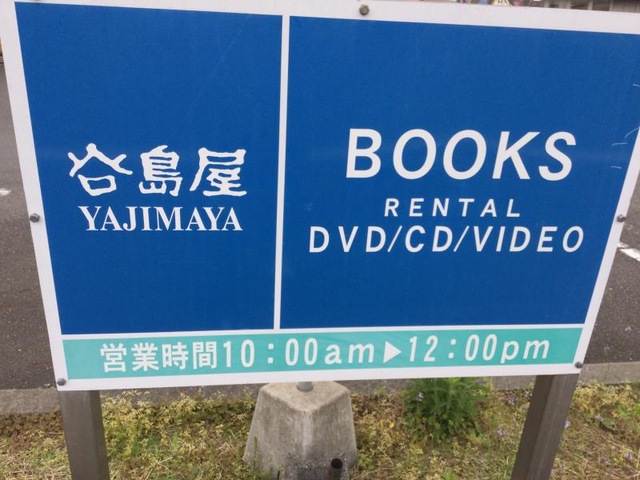 谷島屋
YAJIMAYA
BOOKS
RENTAL
DVD/CD/VIDEO
営業時間10:00am▶12:00pm